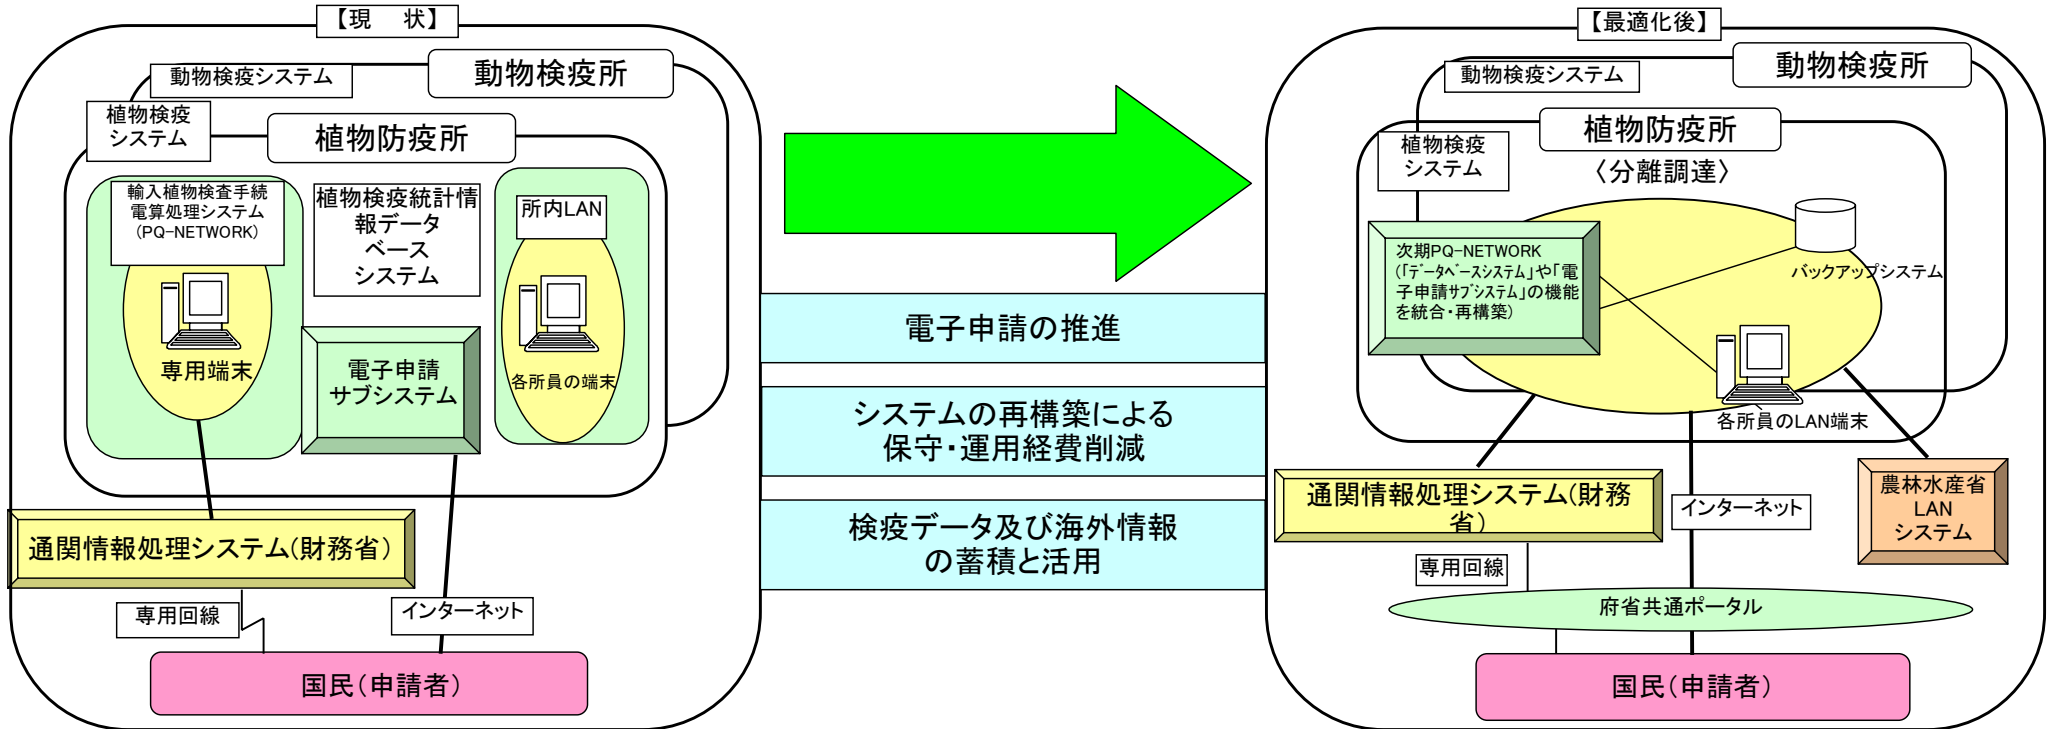 【現　状】
動物検疫システム
動物検疫所
植物検疫
システム
植物防疫所
輸入植物検査手続
電算処理システム
(PQ-NETWORK)
植物検疫統計情
報データ
ベース
システム
所内LAN
専用端末
電子申請
サブシステム
各所員の端末
通関情報処理システム(財務省)
専用回線
インターネット
国民(申請者)
電子申請の推進
システムの再構築による
保守・運用経費削減
検疫データ及び海外情報
の蓄積と活用
【最適化後】
動物検疫システム
動物検疫所
植物検疫
システム
植物防疫所
〈分離調達〉
次期PQ-NETWORK
(「ﾃﾞｰﾀﾍﾞｰｽｼｽﾃﾑ」や「電
子申請ｻﾌﾞｼｽﾃﾑ」の機能
を統合・再構築)
バックアップシステム
各所員のLAN端末
通関情報処理システム(財務
省)
インターネット
農林水産省
LAN
システム
専用回線
府省共通ポータル
国民(申請者)